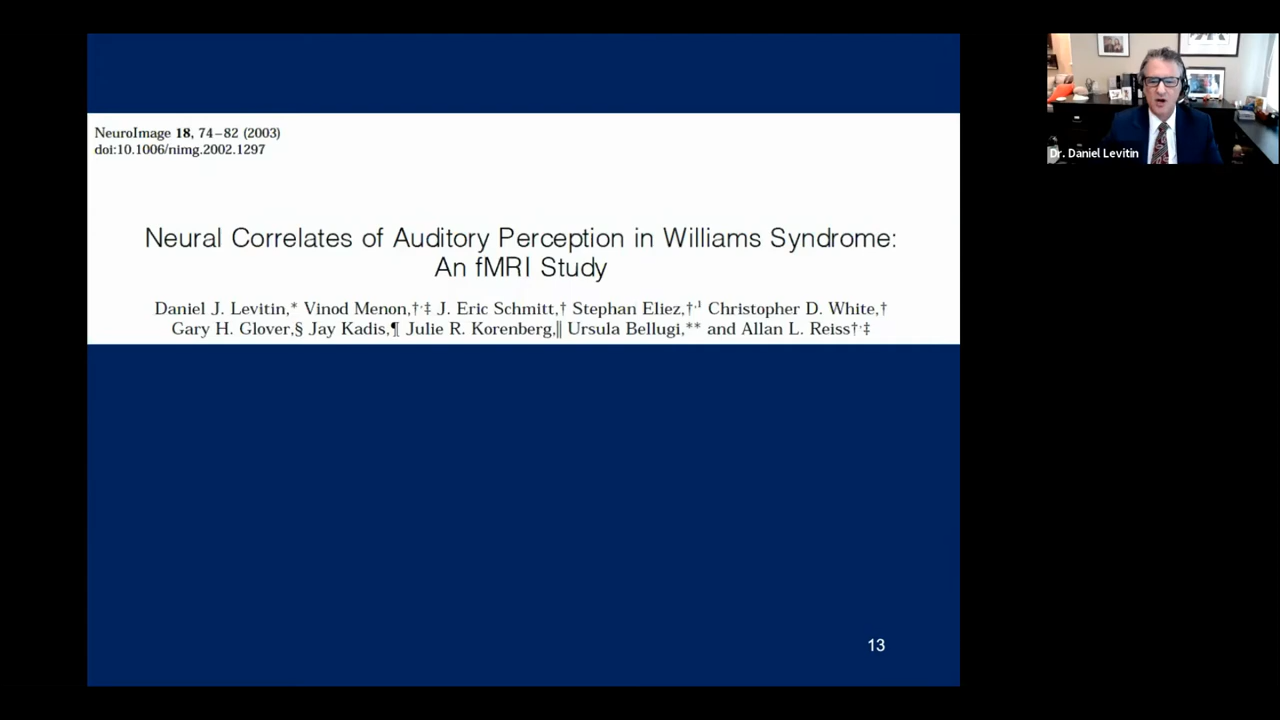 NeuroImage 18, 74–82 (2003)
doi:10.1006/nimg.2002.1297
Neural Correlates of Auditory Perception in Williams Syndrome:
An fMRI Study
Daniel J. Levitin,* Vinod Menon,†·‡ J. Eric Schmitt,† Stephan Eliez,†·¹ Christopher D. White,†
Gary H. Glover,§ Jay Kadis,¶ Julie R. Korenberg,‖ Ursula Bellugi,** and Allan L. Reiss†·‡
13
Dr. Daniel Levitin